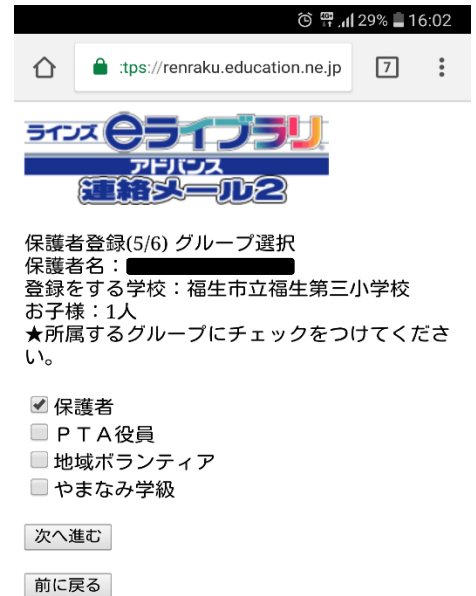 29% 16:02
:tps://renraku.education.ne.jp 7
ラインズ eライブラリ
アドバンス
連絡メール2
保護者登録(5/6) グループ選択
保護者名：
登録をする学校：福生市立福生第三小学校
お子様：1人
★所属するグループにチェックをつけてくださ
い。
保護者
ＰＴＡ役員
地域ボランティア
やまなみ学級
次へ進む
前に戻る